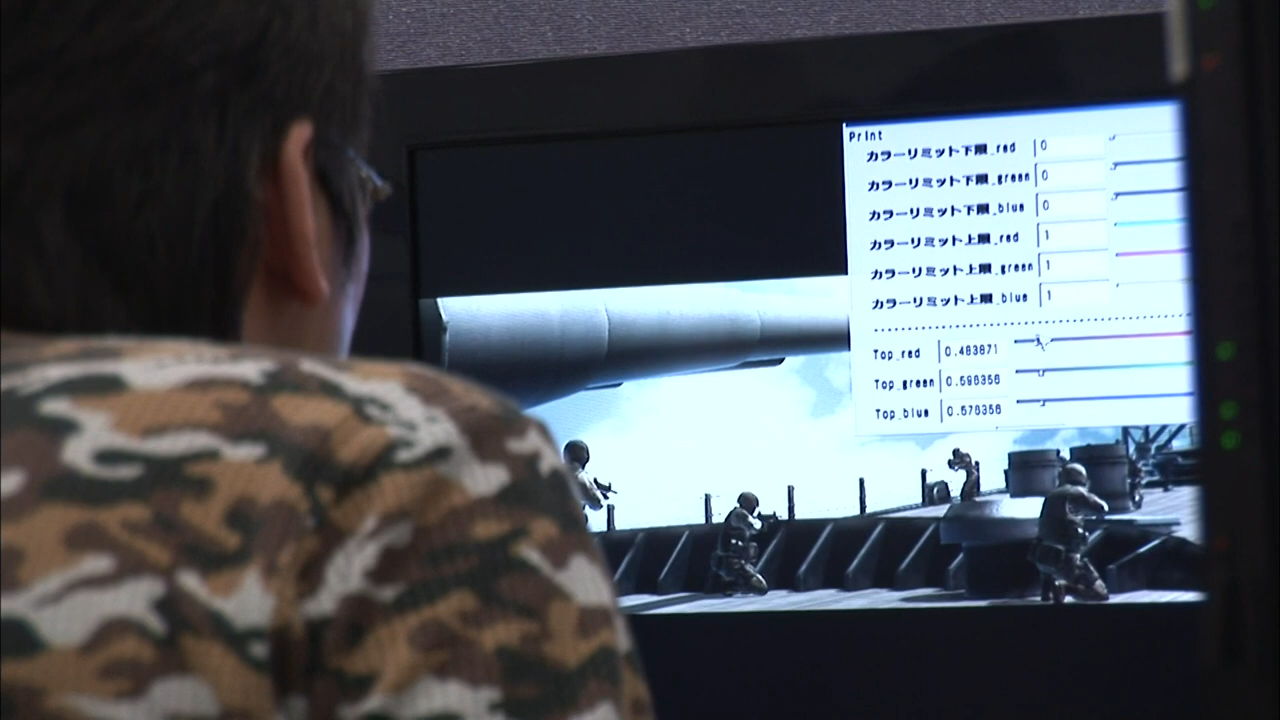 Print
カラーリミット下限_red 0
カラーリミット下限_green 0
カラーリミット下限_blue 0
カラーリミット上限_red 1
カラーリミット上限_green 1
カラーリミット上限_blue 1
Top_red 0.483871
Top_green 0.596356
Top_blue 0.576356